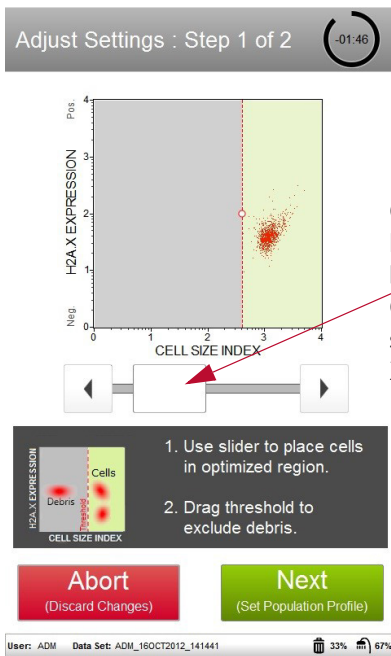 Adjust Settings : Step 1 of 2
-01:46
Pos.
H2A.X EXPRESSION
Neg.
4
3
2
1
0
0 1 2 3 4
CELL SIZE INDEX
H2A.X EXPRESSION
Debris
Threshold
Cells
CELL SIZE INDEX
1. Use slider to place cells
in optimized region.
2. Drag threshold to
exclude debris.
Abort
(Discard Changes)
Next
(Set Population Profile)
User: ADM Data Set: ADM_16OCT2012_141441 33% 67%